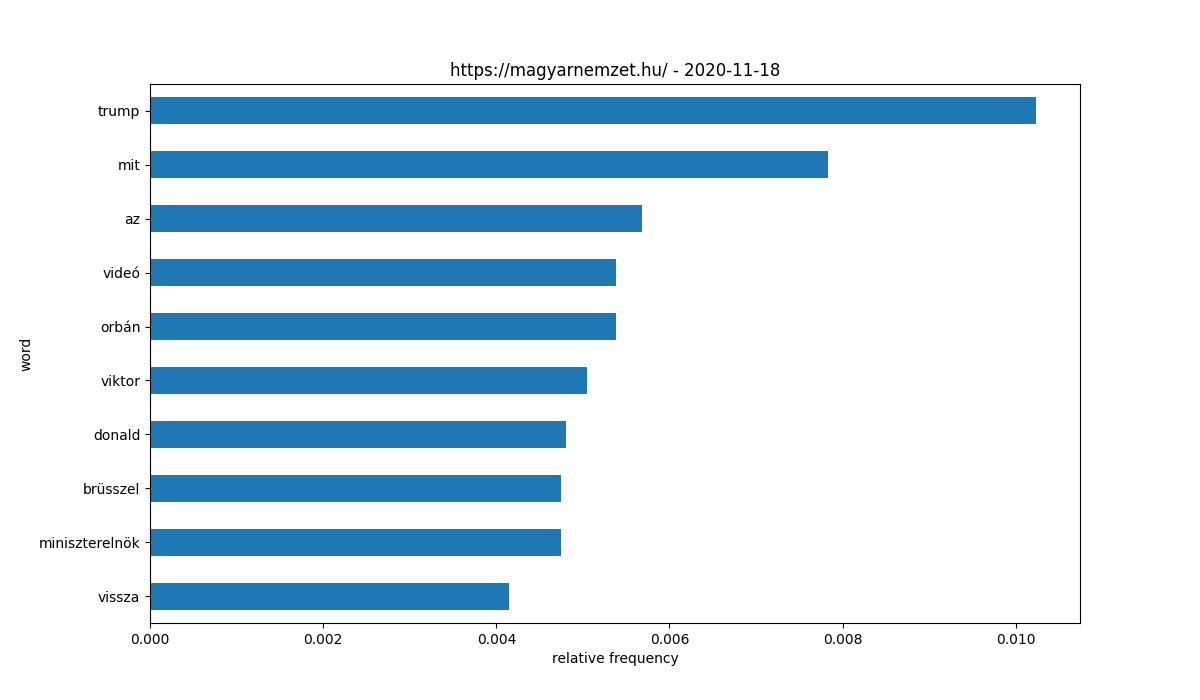 https://magyarnemzet.hu/ - 2020-11-18
trump
mit
az
videó
orbán
viktor
donald
brüsszel
miniszterelnök
vissza
word
0.000 0.002 0.004 0.006 0.008 0.010
relative frequency